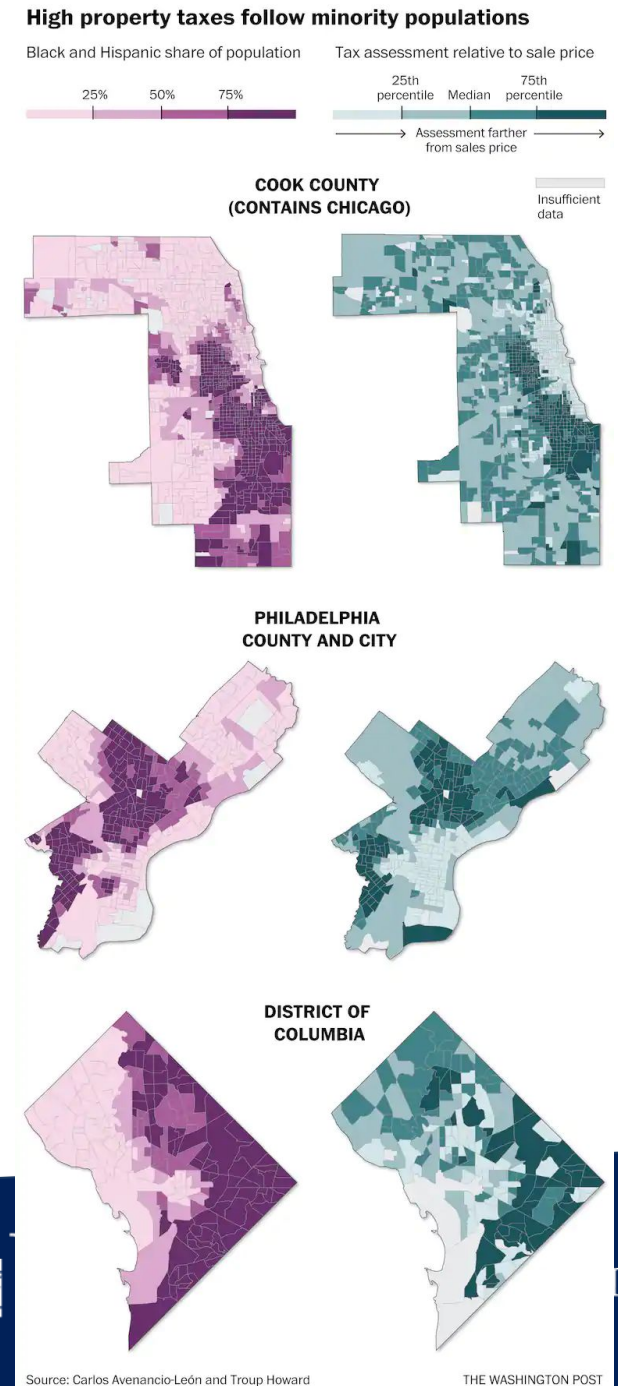 High property taxes follow minority populations
Black and Hispanic share of population
Tax assessment relative to sale price
25%
50%
75%
25th
percentile
Median
75th
percentile
Assessment farther
from sales price
Insufficient
data
COOK COUNTY
(CONTAINS CHICAGO)
PHILADELPHIA
COUNTY AND CITY
DISTRICT OF
COLUMBIA
Source: Carlos Avenancio-León and Troup Howard
THE WASHINGTON POST